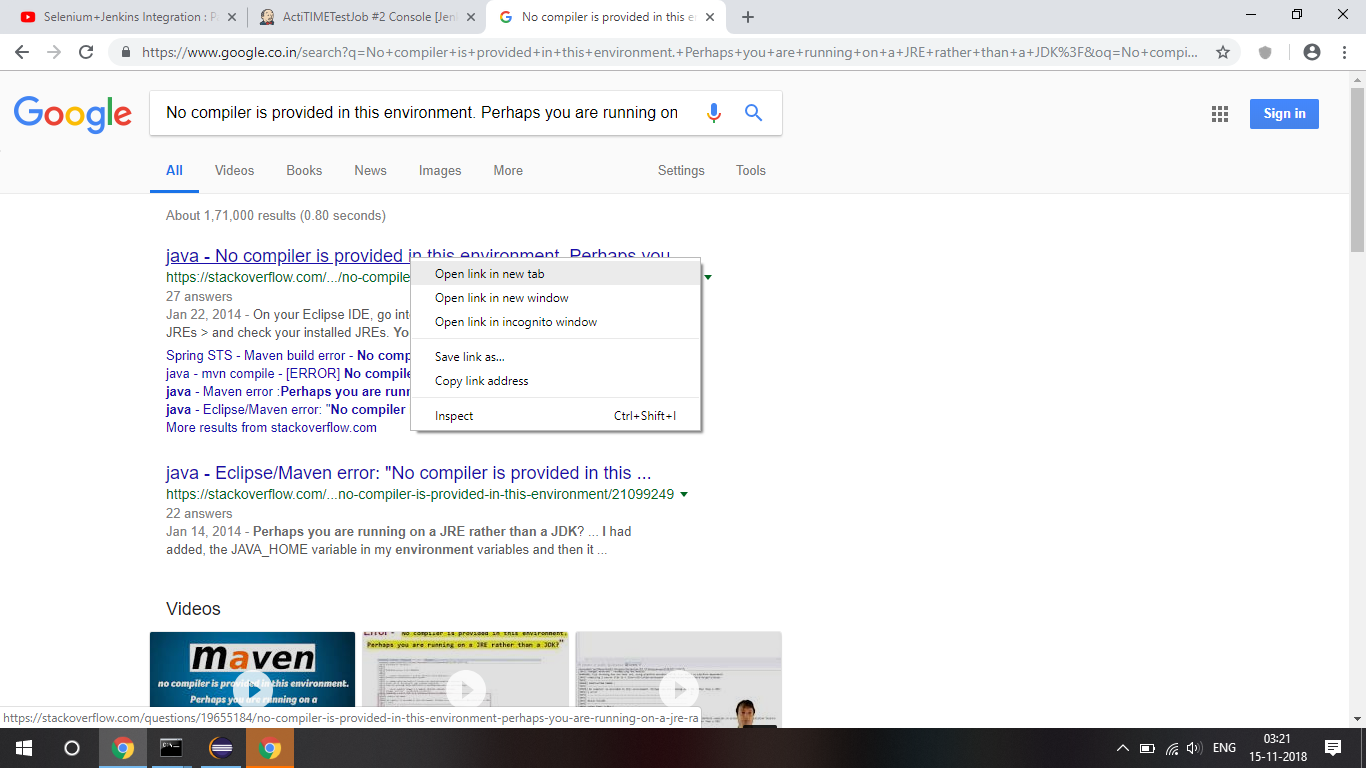 Selenium+Jenkins Integration : P
ActiTIMETestJob #2 Console [Jen
No compiler is provided in this e
https://www.google.co.in/search?q=No+compiler+is+provided+in+this+environment.+Perhaps+you+are+running+on+a+JRE+rather+than+a+JDK%3F&oq=No+compi...
Google
No compiler is provided in this environment. Perhaps you are running on
Sign in
All Videos Books News Images More Settings Tools
About 1,71,000 results (0.80 seconds)
java - No compiler is provided in this environment. Perhaps you ...
https://stackoverflow.com/.../no-compile
27 answers
Jan 22, 2014 - On your Eclipse IDE, go int
JREs > and check your installed JREs. Yo
Spring STS - Maven build error - No comp
java - mvn compile - [ERROR] No compile
java - Maven error :Perhaps you are runn
java - Eclipse/Maven error: "No compiler
More results from stackoverflow.com
Open link in new tab
Open link in new window
Open link in incognito window
Save link as...
Copy link address
Inspect Ctrl+Shift+I
java - Eclipse/Maven error: "No compiler is provided in this ...
https://stackoverflow.com/...no-compiler-is-provided-in-this-environment/21099249
22 answers
Jan 14, 2014 - Perhaps you are running on a JRE rather than a JDK? ... I had
added, the JAVA_HOME variable in my environment variables and then it ...
Videos
maven
no compiler is provided in this environment.
Perhaps you are running on a
Error - No compiler is provided in this environment.
Perhaps you are running on a JRE rather than a JDK?"
https://stackoverflow.com/questions/19655184/no-compiler-is-provided-in-this-environment-perhaps-you-are-running-on-a-jre-ra
ENG
03:21
15-11-2018